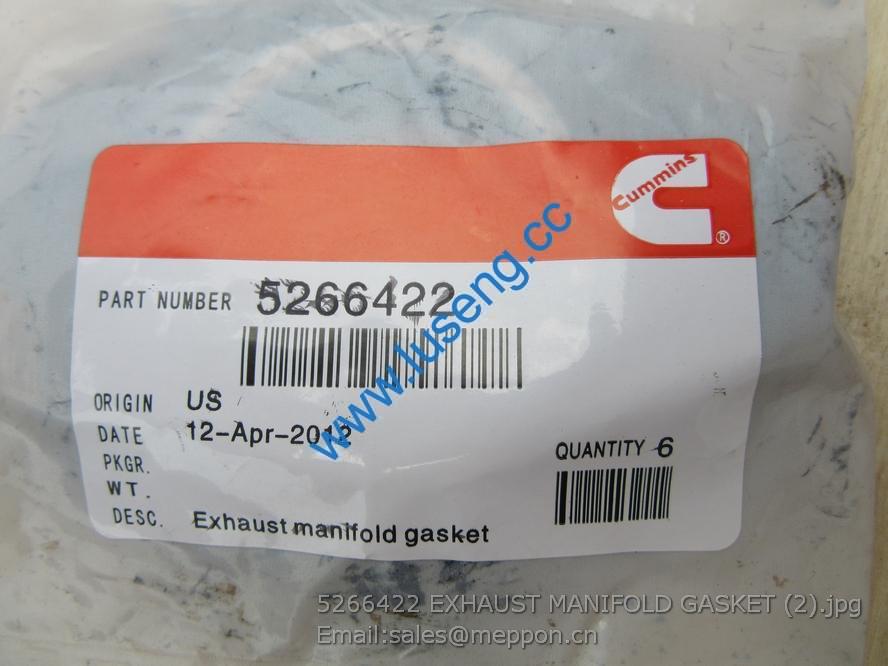 Cummins
®
PART NUMBER 5266422
ORIGIN US
DATE 12-Apr-2012
PKGR.
WT.
DESC. Exhaust manifold gasket
QUANTITY 6
www.luseng.cc
5266422 EXHAUST MANIFOLD GASKET (2).jpg
Email:sales@meppon.cn